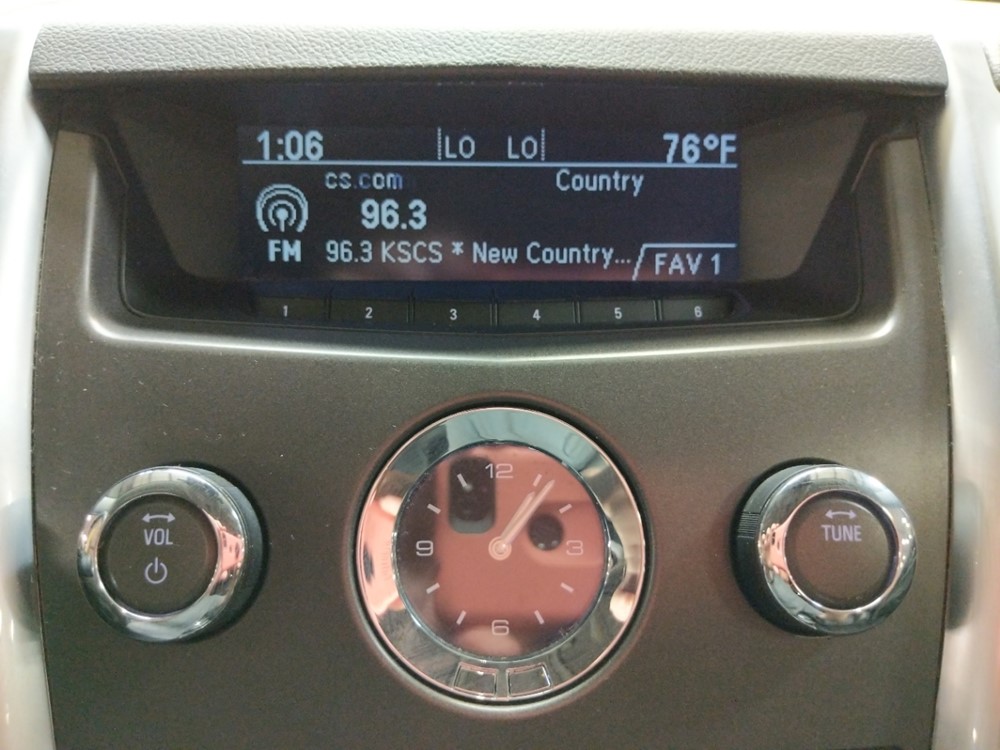 1:06 LO LO 76°F
cs.com Country
96.3
FM 96.3 KSCS * New Country... FAV 1
1 2 3 4 5 6
12
9 3
6
VOL
TUNE